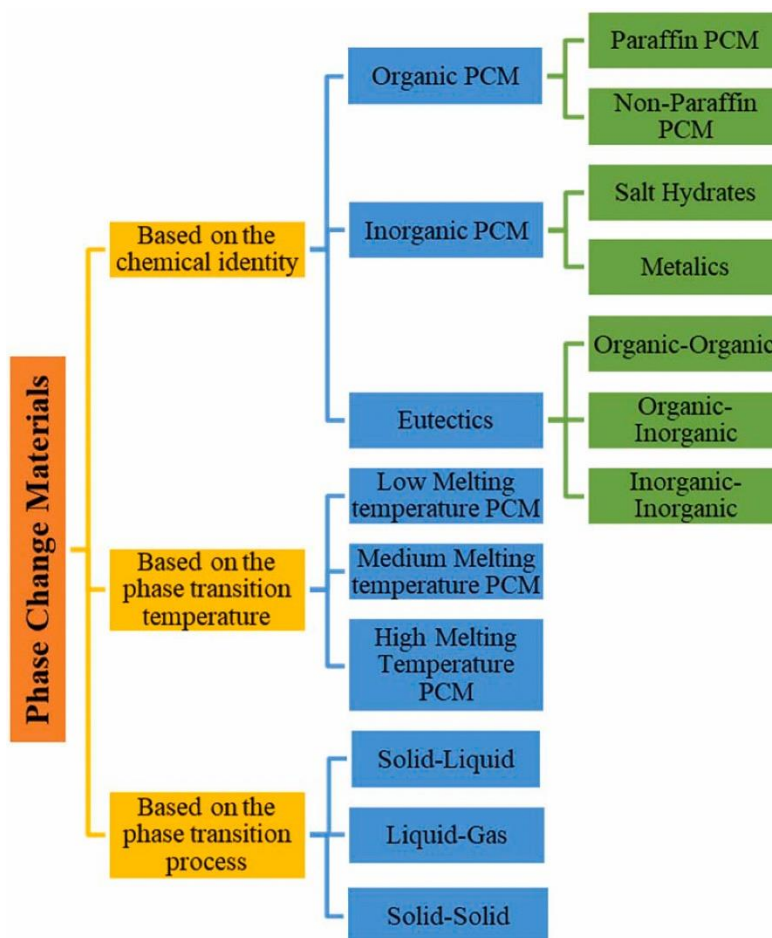 Phase Change Materials
Based on the
chemical identity
Organic PCM
Paraffin PCM
Non-Paraffin
PCM
Inorganic PCM
Salt Hydrates
Metalics
Eutectics
Organic-Organic
Organic-
Inorganic
Inorganic-
Inorganic
Based on the
phase transition
temperature
Low Melting
temperature PCM
Medium Melting
temperature PCM
High Melting
Temperature
PCM
Based on the
phase transition
process
Solid-Liquid
Liquid-Gas
Solid-Solid